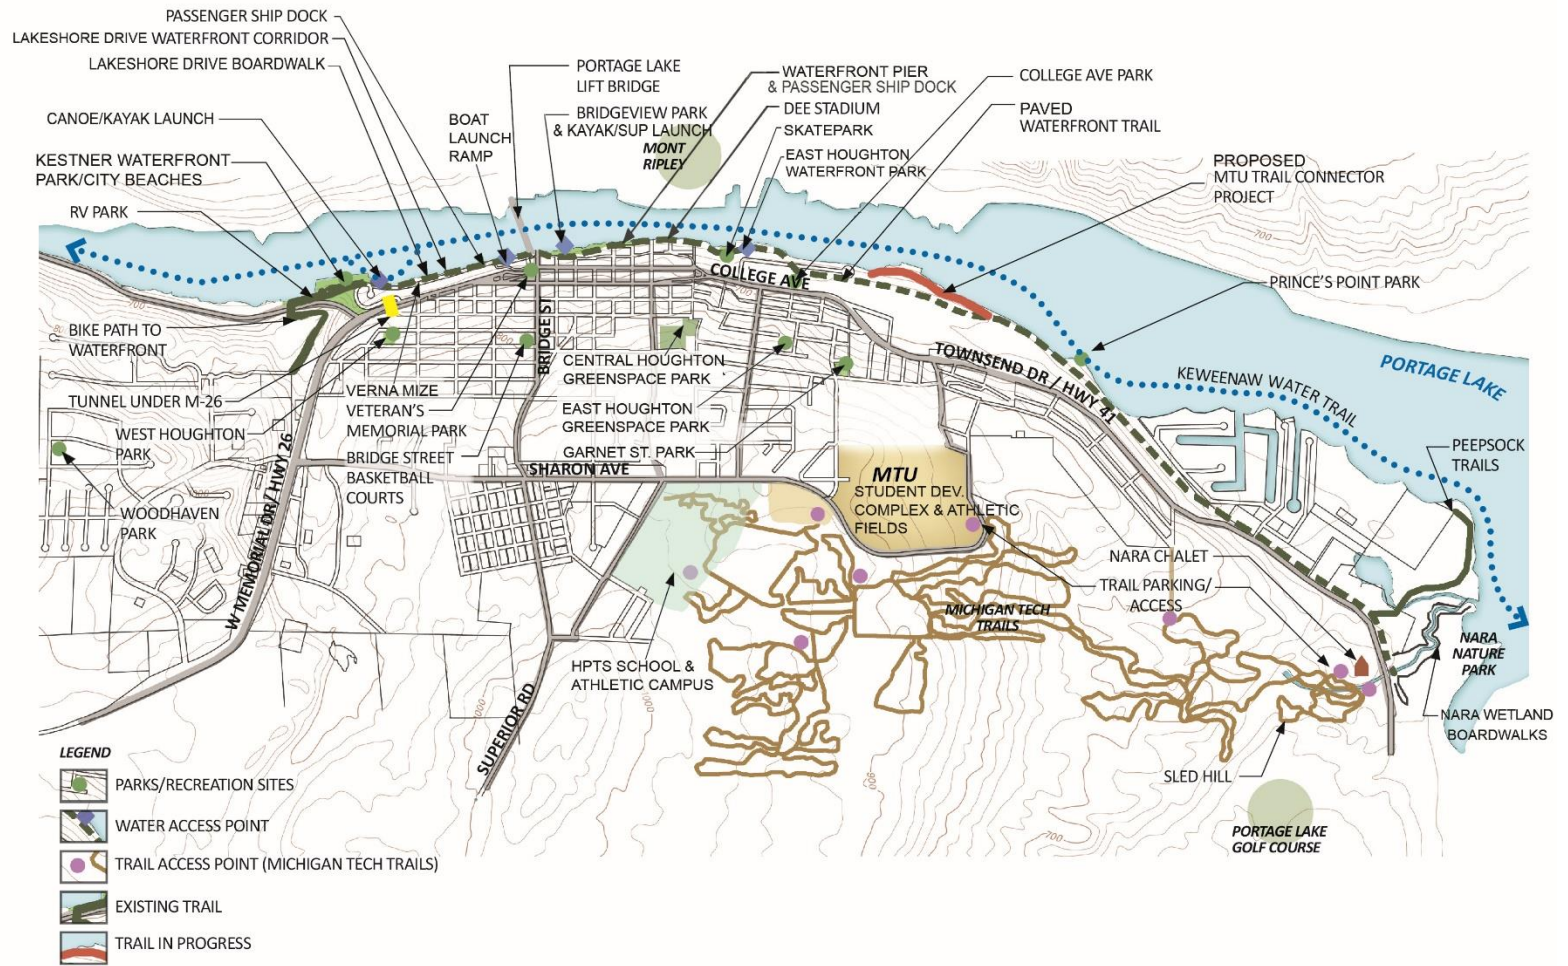 PASSENGER SHIP DOCK
LAKESHORE DRIVE WATERFRONT CORRIDOR
LAKESHORE DRIVE BOARDWALK
CANOE/KAYAK LAUNCH
KESTNER WATERFRONT
PARK/CITY BEACHES
RV PARK
BOAT
LAUNCH
RAMP
PORTAGE LAKE
LIFT BRIDGE
BRIDGEVIEW PARK
& KAYAK/SUP LAUNCH
MONT
RIPLEY
WATERFRONT PIER
& PASSENGER SHIP DOCK
DEE STADIUM
SKATEPARK
EAST HOUGHTON
WATERFRONT PARK
COLLEGE AVE PARK
PAVED
WATERFRONT TRAIL
PROPOSED
MTU TRAIL CONNECTOR
PROJECT
700
PRINCE'S POINT PARK
PORTAGE LAKE
KEWEENAW WATER TRAIL
COLLEGE AVE
700
700
BIKE PATH TO
WATERFRONT
TUNNEL UNDER M-26
WEST HOUGHTON
PARK
WOODHAVEN
PARK
VERNA MIZE
VETERAN'S
MEMORIAL PARK
BRIDGE STREET
BASKETBALL
COURTS
BRIDGE ST
800
CENTRAL HOUGHTON
GREENSPACE PARK
EAST HOUGHTON
GREENSPACE PARK
GARNET ST. PARK
TOWNSEND DR / HWY 41
PEEPSOCK
TRAILS
W MEMORIAL DR/ HWY 26
SHARON AVE
MTU
STUDENT DEV.
COMPLEX & ATHLETIC
FIELDS
NARA CHALET
TRAIL PARKING/
ACCESS
MICHIGAN TECH
TRAILS
NARA
NATURE
PARK
HPTS SCHOOL &
ATHLETIC CAMPUS
SUPERIOR RD
1000
1000
900
700
NARA WETLAND
BOARDWALKS
SLED HILL
PORTAGE LAKE
GOLF COURSE
LEGEND
PARKS/RECREATION SITES
WATER ACCESS POINT
TRAIL ACCESS POINT (MICHIGAN TECH TRAILS)
EXISTING TRAIL
TRAIL IN PROGRESS